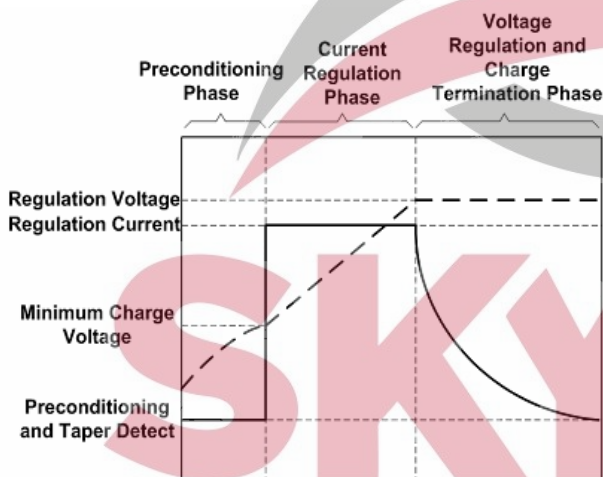 Preconditioning
Phase
Current
Regulation
Phase
Voltage
Regulation and
Charge
Termination Phase
Regulation Voltage
Regulation Current
Minimum Charge
Voltage
Preconditioning
and Taper Detect
SKY